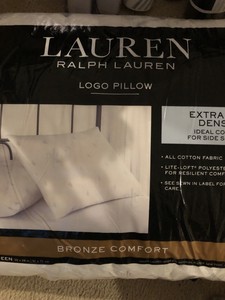 LAUREN
RALPH LAUREN
LOGO PILLOW
EXTRA
DENS
IDEAL CO
FOR SIDE S
• ALL COTTON FABRIC
• LITE-LOFT® POLYESTE
FOR RESILIENT COMF
• SEE SEWN IN LABEL FOR
CARE.
BRONZE COMFORT